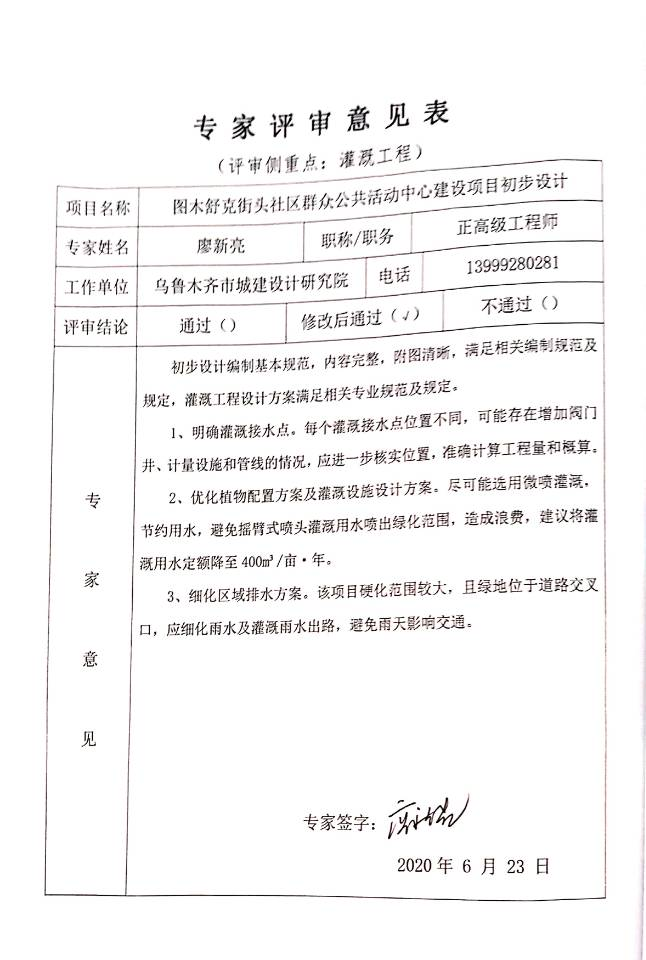 专家评审意见表
（评审侧重点：灌溉工程）
项目名称 图木舒克街头社区群众公共活动中心建设项目初步设计
专家姓名 廖新亮 职称/职务 正高级工程师
工作单位 乌鲁木齐市城建设计研究院 电话 13999280281
评审结论 通过（） 修改后通过（√） 不通过（）
专家意见
初步设计编制基本规范，内容完整，附图清晰，满足相关编制规范及
规定，灌溉工程设计方案满足相关专业规范及规定。
1、明确灌溉接水点。每个灌溉接水点位置不同，可能存在增加阀门
井、计量设施和管线的情况，应进一步核实位置，准确计算工程量和概算。
2、优化植物配置方案及灌溉设施设计方案。尽可能选用微喷灌溉，
节约用水，避免摇臂式喷头灌溉用水喷出绿化范围，造成浪费，建议将灌
溉用水定额降至 400m³/亩·年。
3、细化区域排水方案。该项目硬化范围较大，且绿地位于道路交叉
口，应细化雨水及灌溉雨水出路，避免雨天影响交通。
专家签字：
2020 年 6 月 23 日